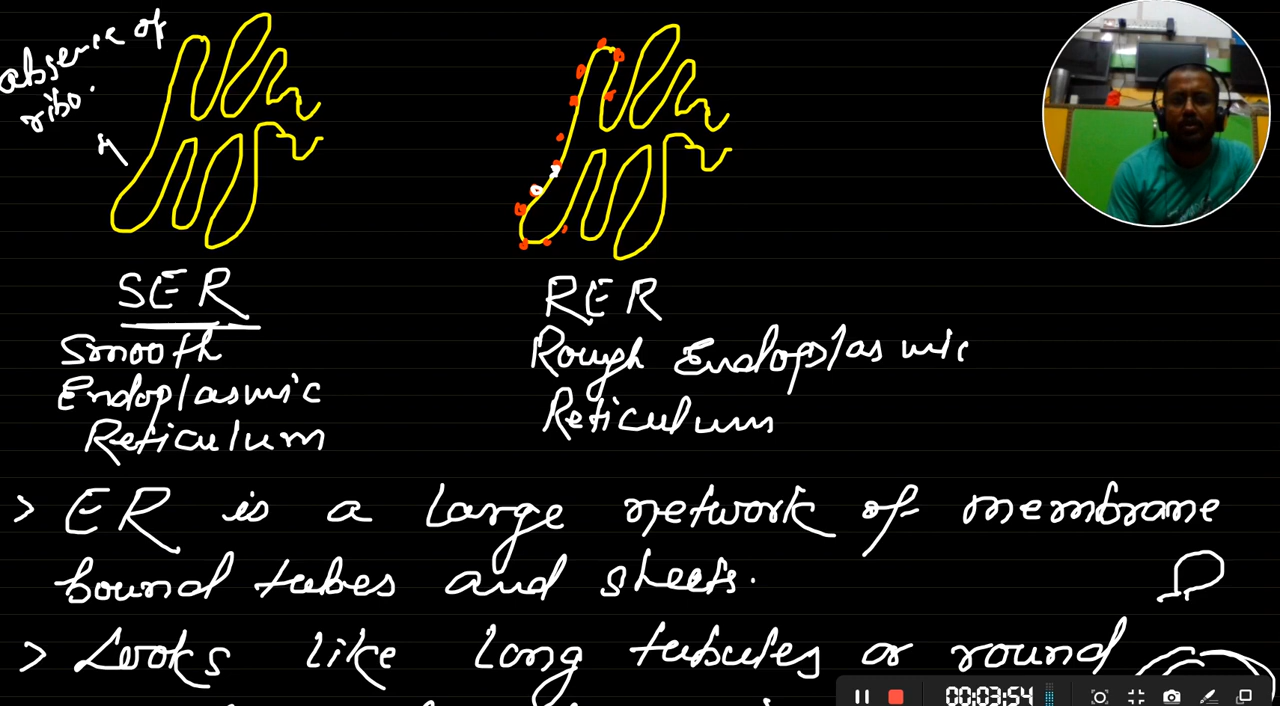 absence of
ribo.
SER
Smooth
Endoplasmic
Reticulum
RER
Rough Endoplasmic
Reticulum
> ER is a large network of membrane
bound tubes and sheets.
> Looks like long tubules or round
00:03:54